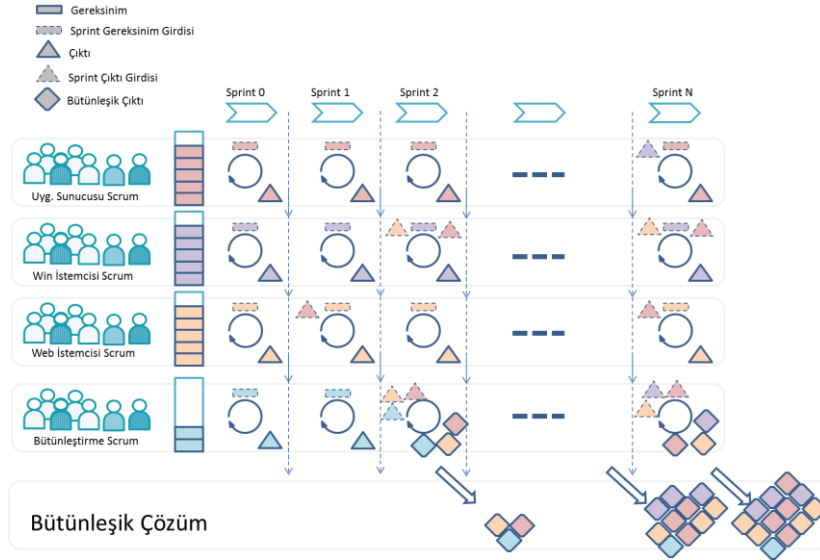 Gereksinim
Sprint Gereksinim Girdisi
Çıktı
Sprint Çıktı Girdisi
Bütünleşik Çıktı
Sprint 0
Sprint 1
Sprint 2
Sprint N
Uyg. Sunucusu Scrum
Win İstemcisi Scrum
Web İstemcisi Scrum
Bütünleştirme Scrum
Bütünleşik Çözüm